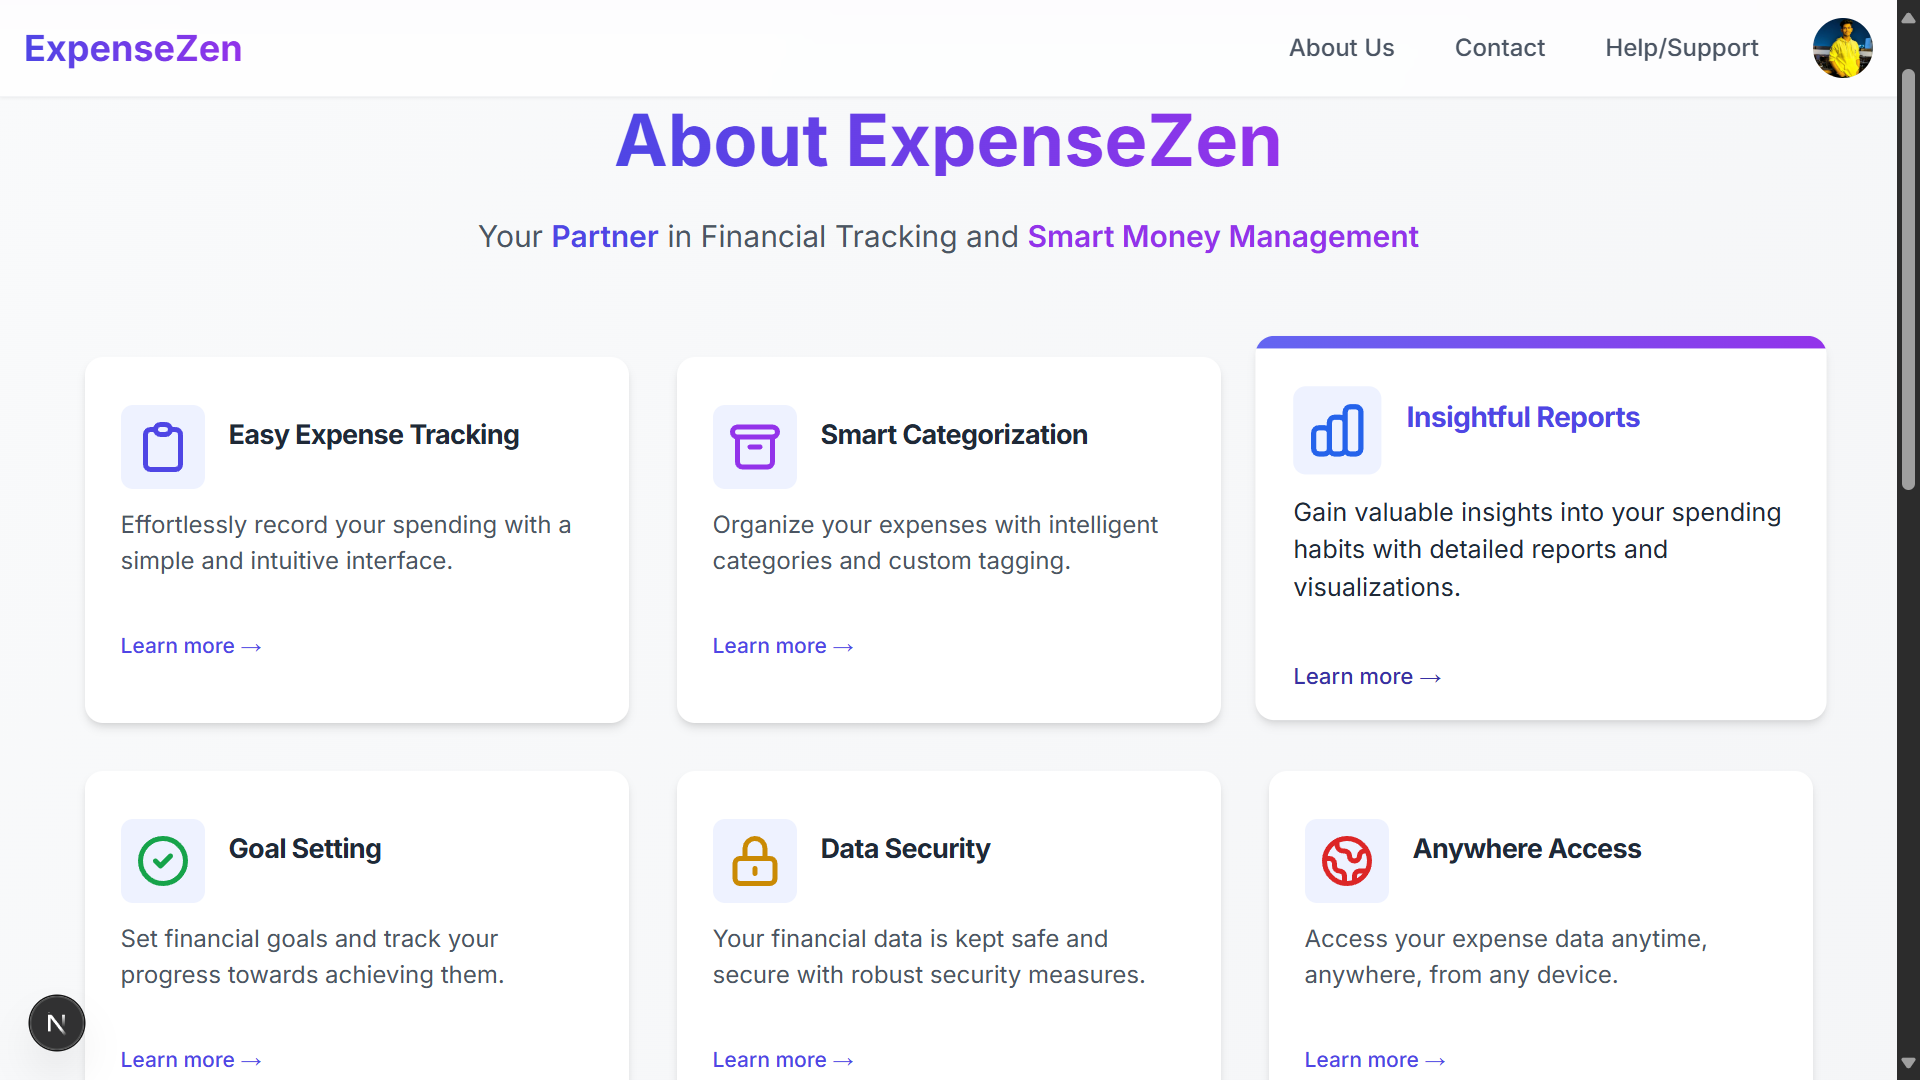 ExpenseZen
About Us
Contact
Help/Support
About ExpenseZen
Your Partner in Financial Tracking and Smart Money Management
Easy Expense Tracking
Effortlessly record your spending with a
simple and intuitive interface.
Learn more →
Smart Categorization
Organize your expenses with intelligent
categories and custom tagging.
Learn more →
Insightful Reports
Gain valuable insights into your spending
habits with detailed reports and
visualizations.
Learn more →
Goal Setting
Set financial goals and track your
progress towards achieving them.
Learn more →
Data Security
Your financial data is kept safe and
secure with robust security measures.
Learn more →
Anywhere Access
Access your expense data anytime,
anywhere, from any device.
Learn more →
N